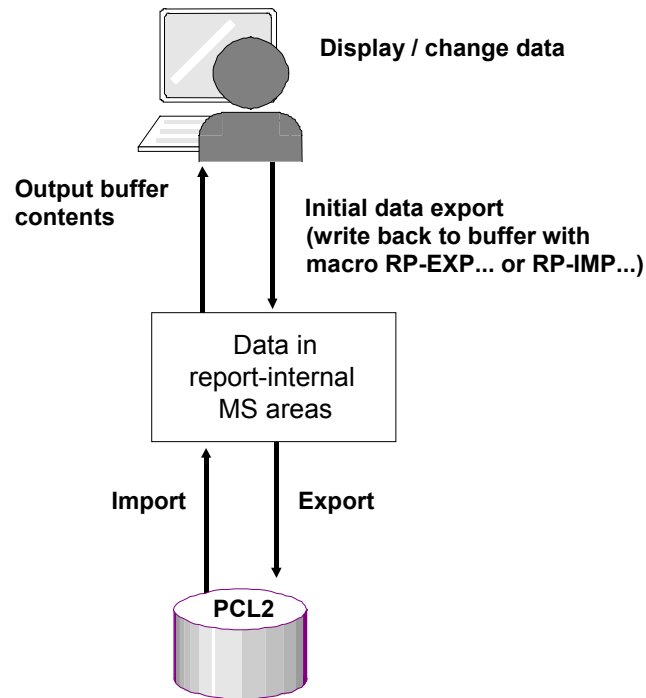 Display / change data
Output buffer
contents
Initial data export
(write back to buffer with
macro RP-EXP... or RP-IMP...)
Data in
report-internal
MS areas
Import
Export
PCL2